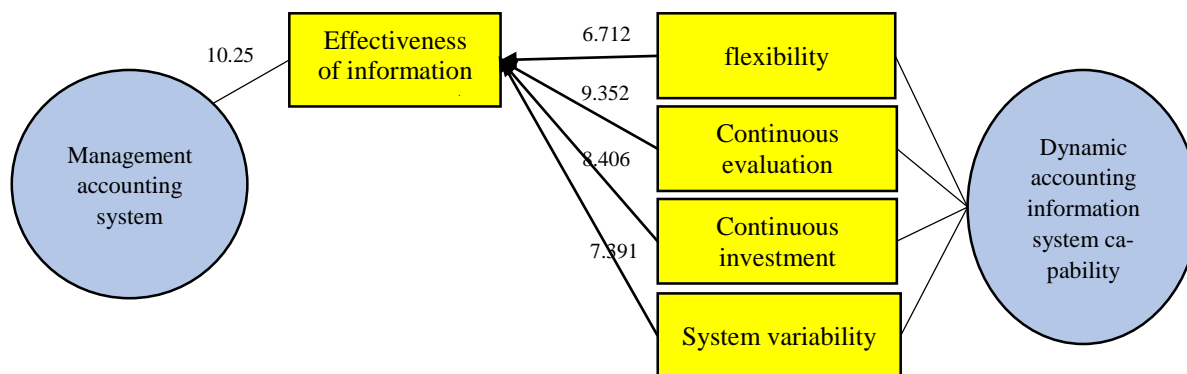 10.25
Effectiveness
of information
6.712
9.352
8.406
7.391
flexibility
Continuous
evaluation
Continuous
investment
System variability
Management
accounting
system
Dynamic
accounting
information
system ca-
pability